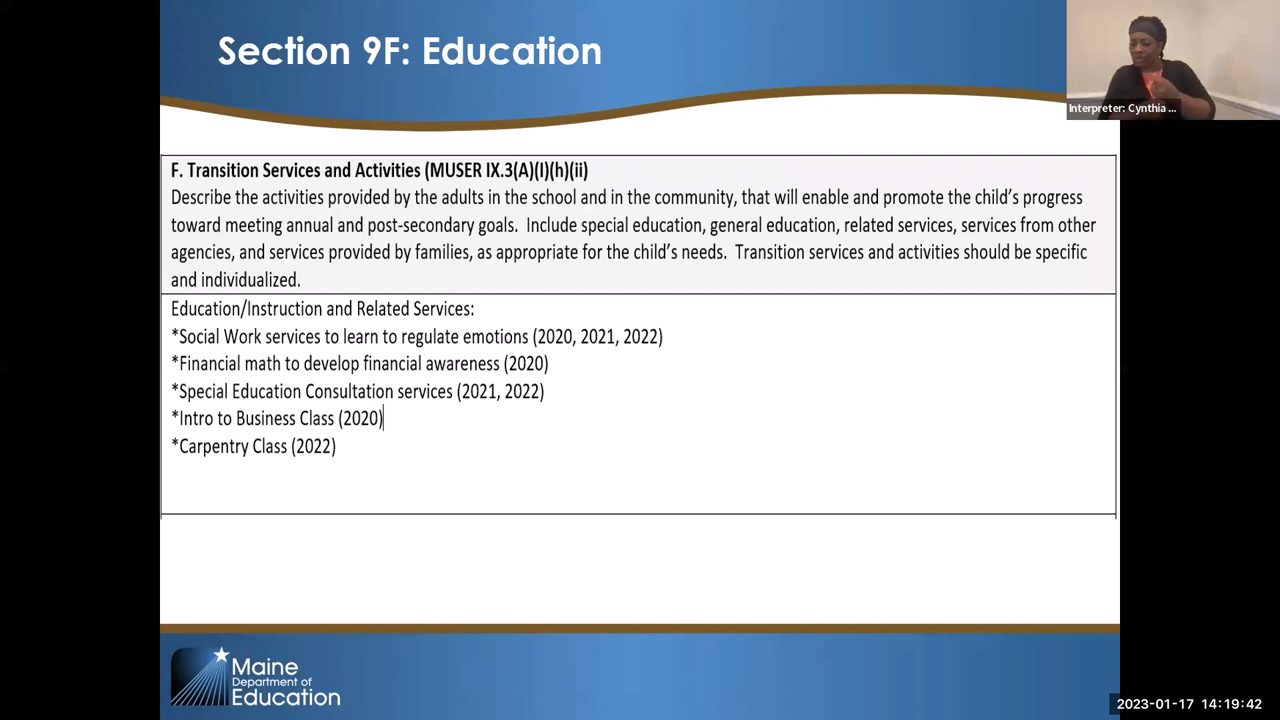 Section 9F: Education
Interpreter: Cynthia ...
F. Transition Services and Activities (MUSER IX.3(A)(I)(h)(ii)
Describe the activities provided by the adults in the school and in the community, that will enable and promote the child's progress
toward meeting annual and post-secondary goals.  Include special education, general education, related services, services from other
agencies, and services provided by families, as appropriate for the child's needs.  Transition services and activities should be specific
and individualized.
Education/Instruction and Related Services:
*Social Work services to learn to regulate emotions (2020, 2021, 2022)
*Financial math to develop financial awareness (2020)
*Special Education Consultation services (2021, 2022)
*Intro to Business Class (2020)
*Carpentry Class (2022)
Maine
Department of
Education
2023-01-17 14:19:42